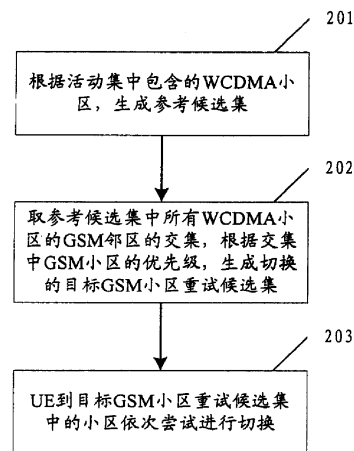 201
根据活动集中包含的WCDMA小
区，生成参考候选集
202
取参考候选集中所有WCDMA小
区的GSM邻区的交集，根据交集
中GSM小区的优先级，生成切换
的目标GSM小区重试候选集
203
UE到目标GSM小区重试候选集
中的小区依次尝试进行切换